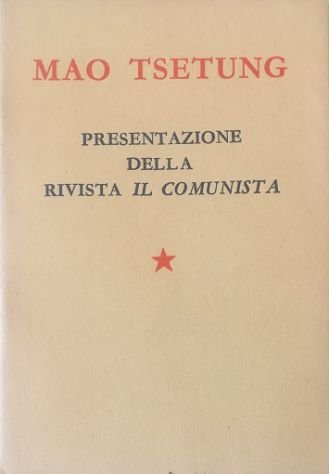 MAO TSETUNG
PRESENTAZIONE
DELLA
RIVISTA IL COMUNISTA